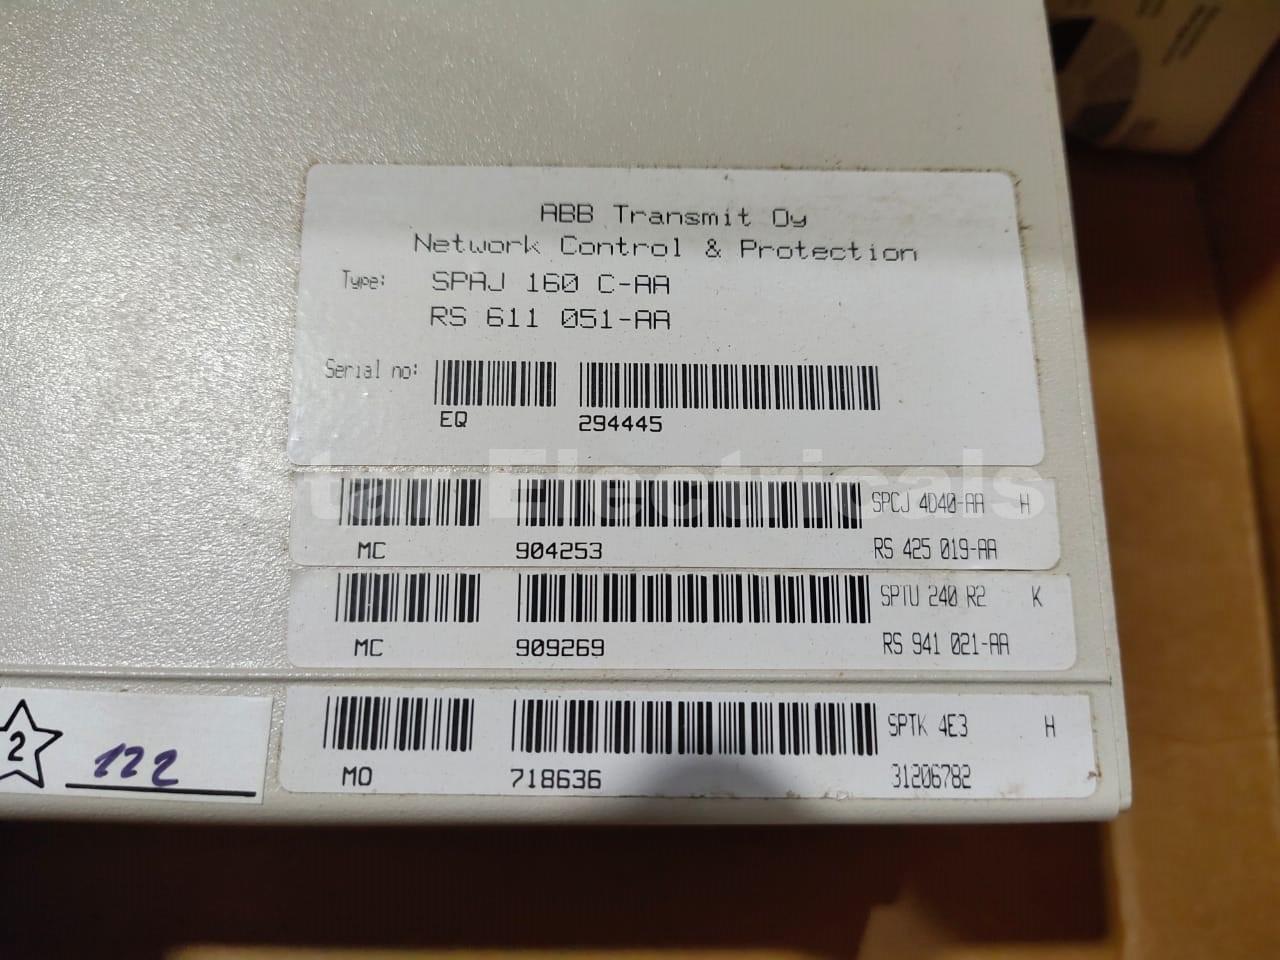 ABB Transmit Oy
Network Control & Protection
Type: SPAJ 160 C-AA
RS 611 051-AA
Serial no:
EQ 294445
SPCJ 4D40-AA H
MC 904253 RS 425 019-AA
SPTU 240 R2 K
MC 909269 RS 941 021-AA
SPTK 4E3 H
MO 718636 31206782
2 122
Star Electricals